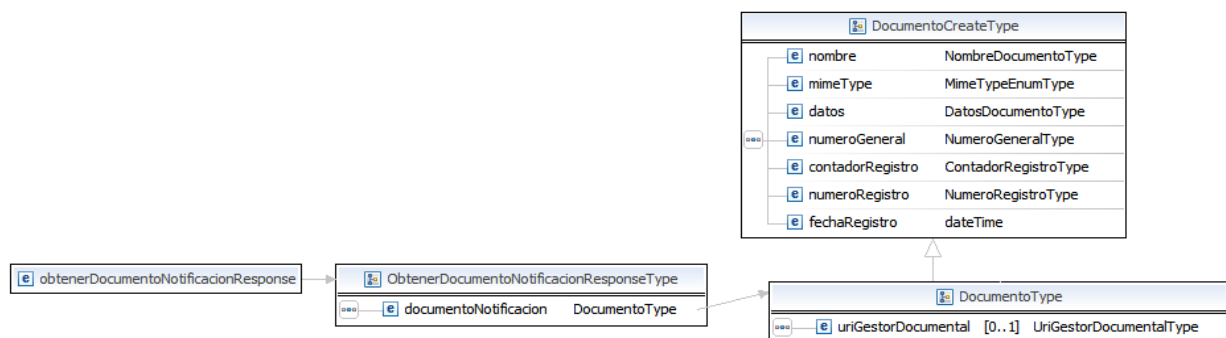 DocumentoCreateType
e nombre NombreDocumentoType
e mimeType MimeTypeEnumType
e datos DatosDocumentoType
e numeroGeneral NumeroGeneralType
e contadorRegistro ContadorRegistroType
e numeroRegistro NumeroRegistroType
e fechaRegistro dateTime
e obtenerDocumentoNotificacionResponse
ObtenerDocumentoNotificacionResponseType
e documentoNotificacion DocumentoType
DocumentoType
e uriGestorDocumental [0..1] UriGestorDocumentalType